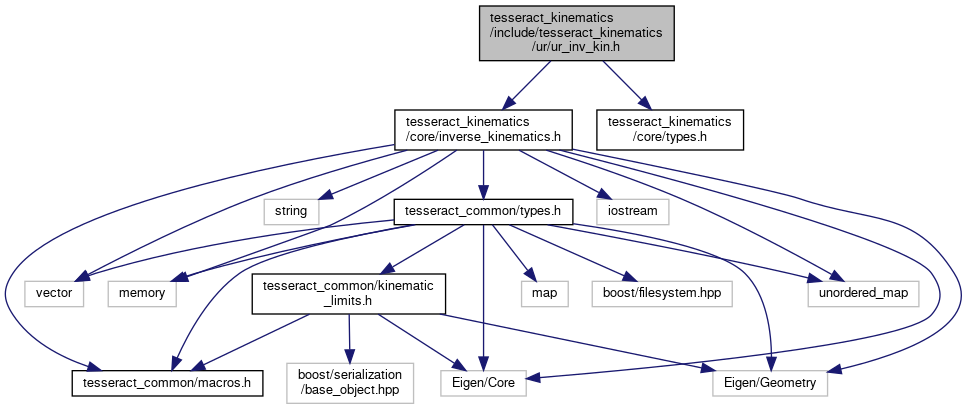 tesseract_kinematics
/include/tesseract_kinematics
/ur/ur_inv_kin.h
tesseract_kinematics
/core/inverse_kinematics.h
tesseract_kinematics
/core/types.h
string
tesseract_common/types.h
iostream
vector
memory
tesseract_common/kinematic
_limits.h
map
boost/filesystem.hpp
unordered_map
tesseract_common/macros.h
boost/serialization
/base_object.hpp
Eigen/Core
Eigen/Geometry